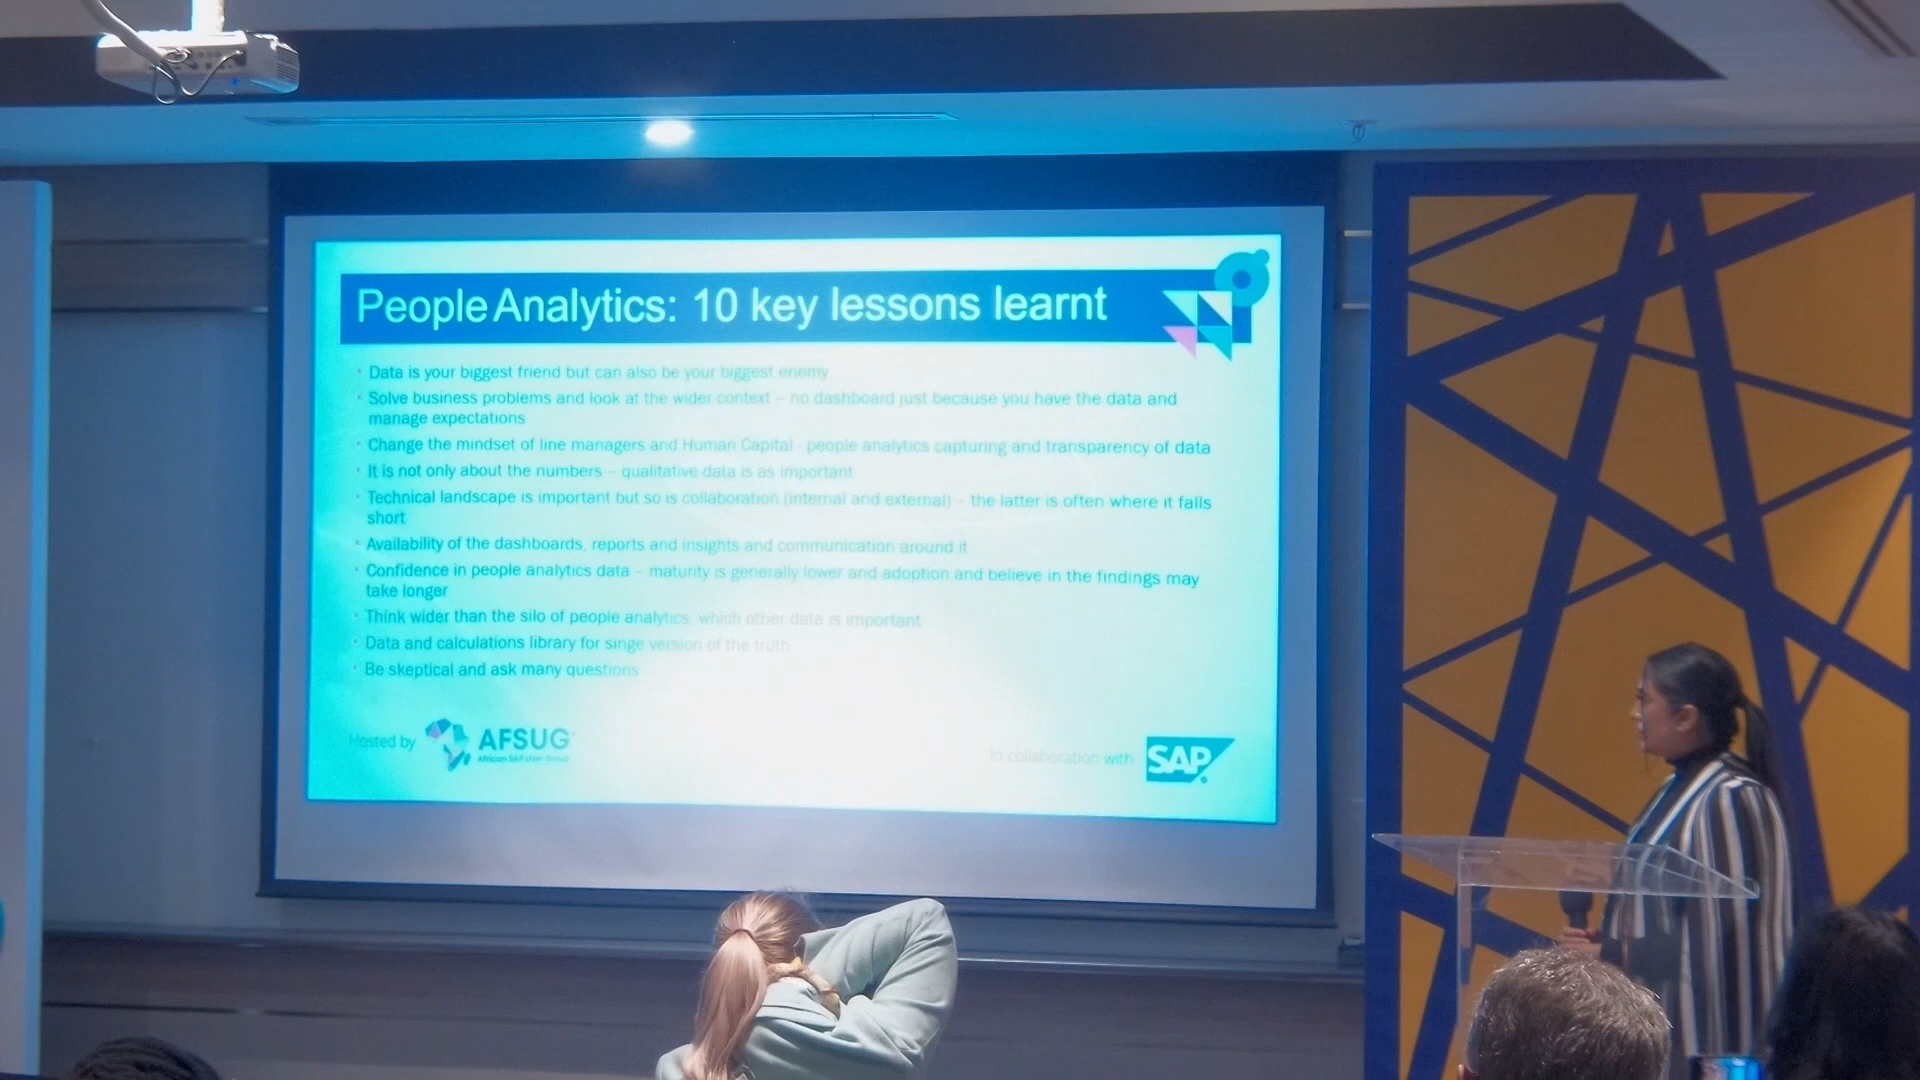 People Analytics: 10 key lessons learnt
Data is your biggest friend but can also be your biggest enemy
Solve business problems and look at the wider context – no dashboard just because you have the data and
manage expectations
Change the mindset of line managers and Human Capital - people analytics capturing and transparency of data
It is not only about the numbers – qualitative data is as important
Technical landscape is important but so is collaboration (internal and external) – the latter is often where it falls
short
Availability of the dashboards, reports and insights and communication around it
Confidence in people analytics data – maturity is generally lower and adoption and believe in the findings may
take longer
Think wider than the silo of people analytics, which other data is important
Data and calculations library for singe version of the truth
Be skeptical and ask many questions
Hosted by
AFSUG
African SAP User Group
In collaboration with
SAP